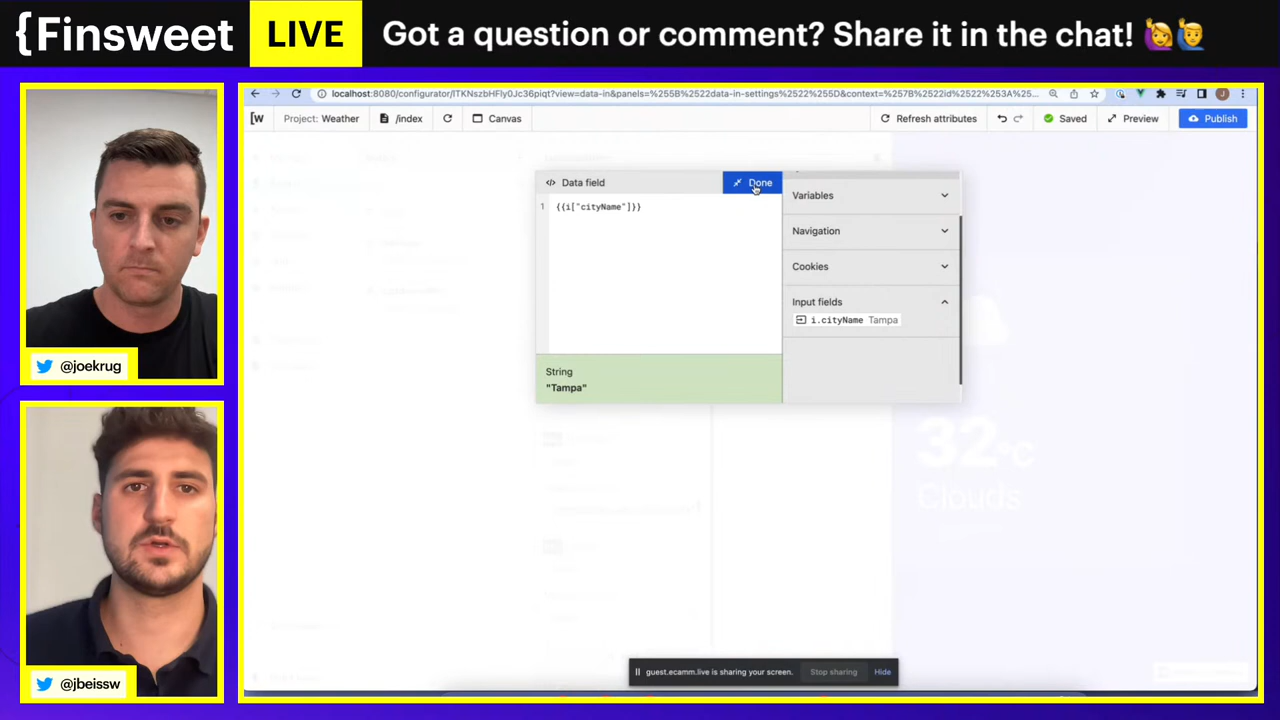 {Finsweet LIVE Got a question or comment? Share it in the chat! 🙋‍♀️🙋‍♂️
@joekrug
@jbeissw
localhost:8080/configurator/lTKNszbHFly0Jc36piqt?view=data-in&panels=%255B%2522data-in-settings%2522%255D&context=%257B%2522id%2522%253A%...
[W Project: Weather /index Canvas Refresh attributes Saved Preview Publish
</> Data field Done
1 {{i["cityName"]}}
String
"Tampa"
Variables
Navigation
Cookies
Input fields
i.cityName Tampa
32°C
Clouds
guest.ecamm.live is sharing your screen. Stop sharing Hide